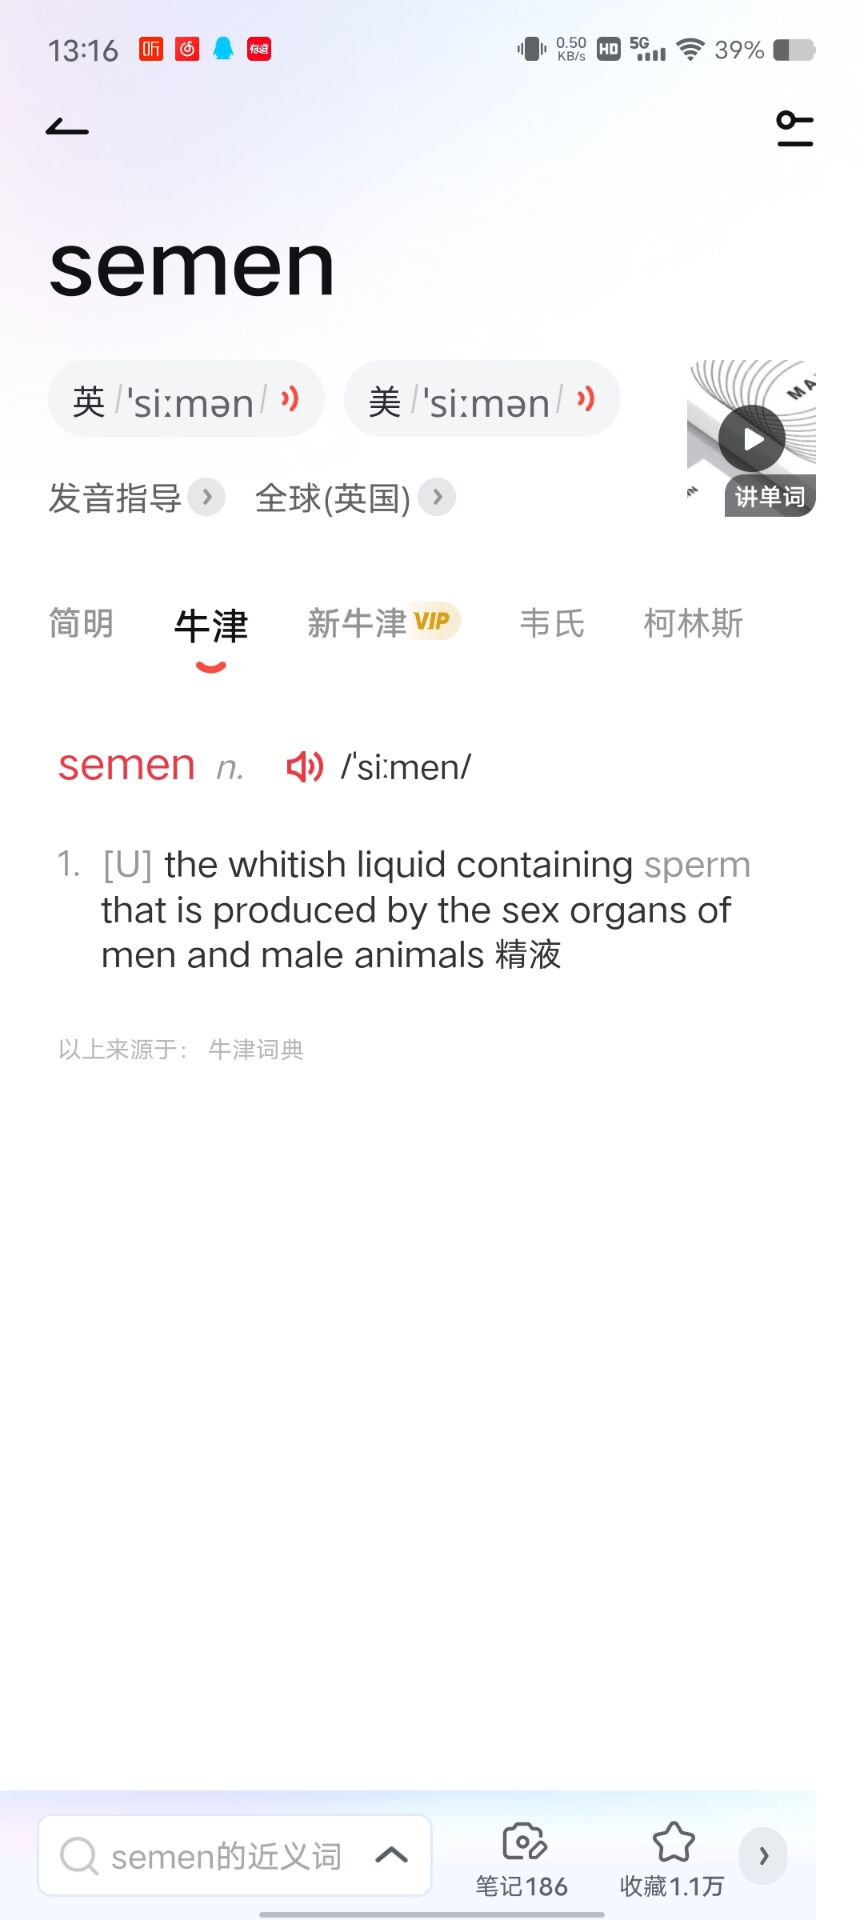 13:16 听 有道 0.50 KB/s HD 5G 39%
semen
英 /ˈsiːmən/ 美 /ˈsiːmən/
发音指导 全球(英国) 讲单词
简明 牛津 新牛津 VIP 韦氏 柯林斯
semen n. /ˈsiːmen/
1. [U] the whitish liquid containing sperm
that is produced by the sex organs of
men and male animals 精液
以上来源于： 牛津词典
semen的近义词 笔记186 收藏1.1万